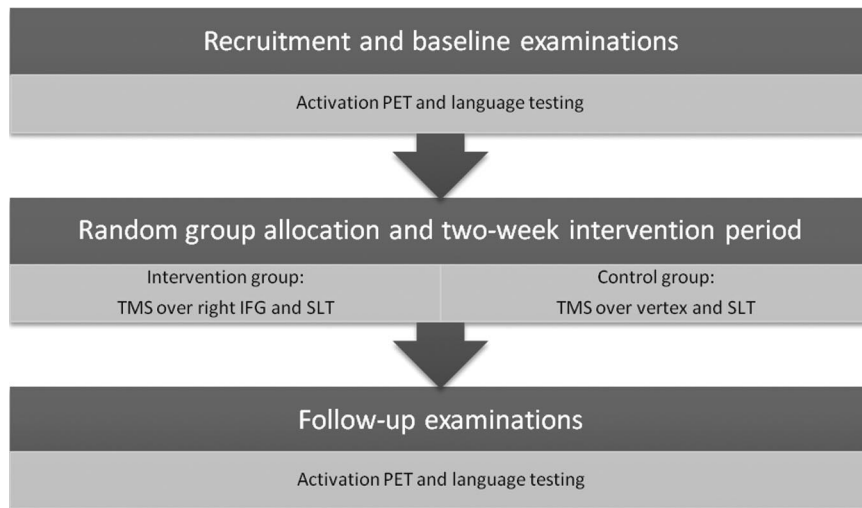 Recruitment and baseline examinations
Activation PET and language testing
Random group allocation and two-week intervention period
Intervention group:
TMS over right IFG and SLT
Control group:
TMS over vertex and SLT
Follow-up examinations
Activation PET and language testing